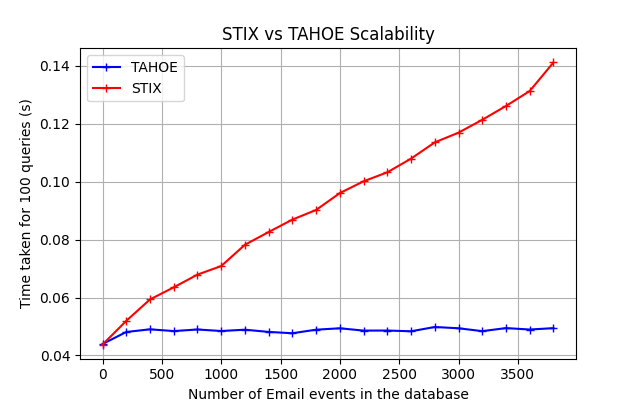 STIX vs TAHOE Scalability
TAHOE
STIX
Time taken for 100 queries (s)
0.14
0.12
0.10
0.08
0.06
0.04
0 500 1000 1500 2000 2500 3000 3500
Number of Email events in the database